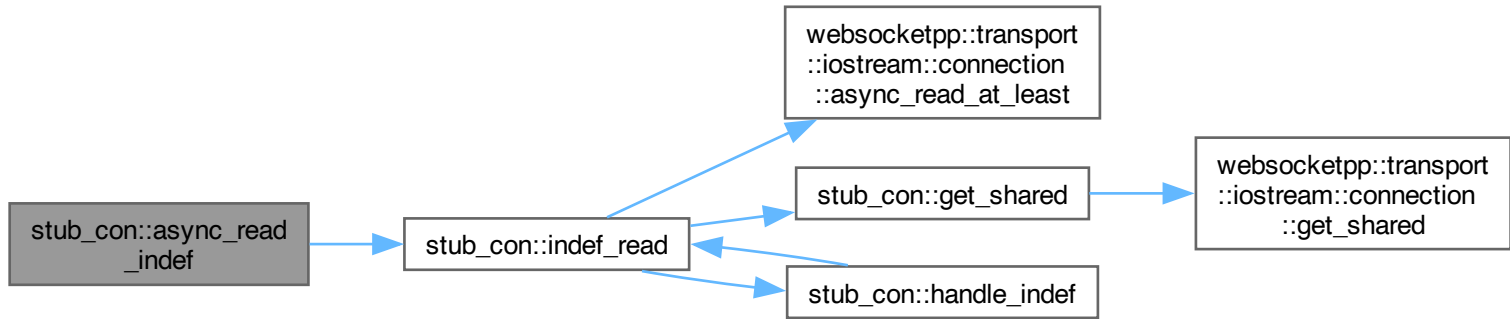 stub_con::async_read
_indef
stub_con::indef_read
websocketpp::transport
::iostream::connection
::async_read_at_least
stub_con::get_shared
stub_con::handle_indef
websocketpp::transport
::iostream::connection
::get_shared